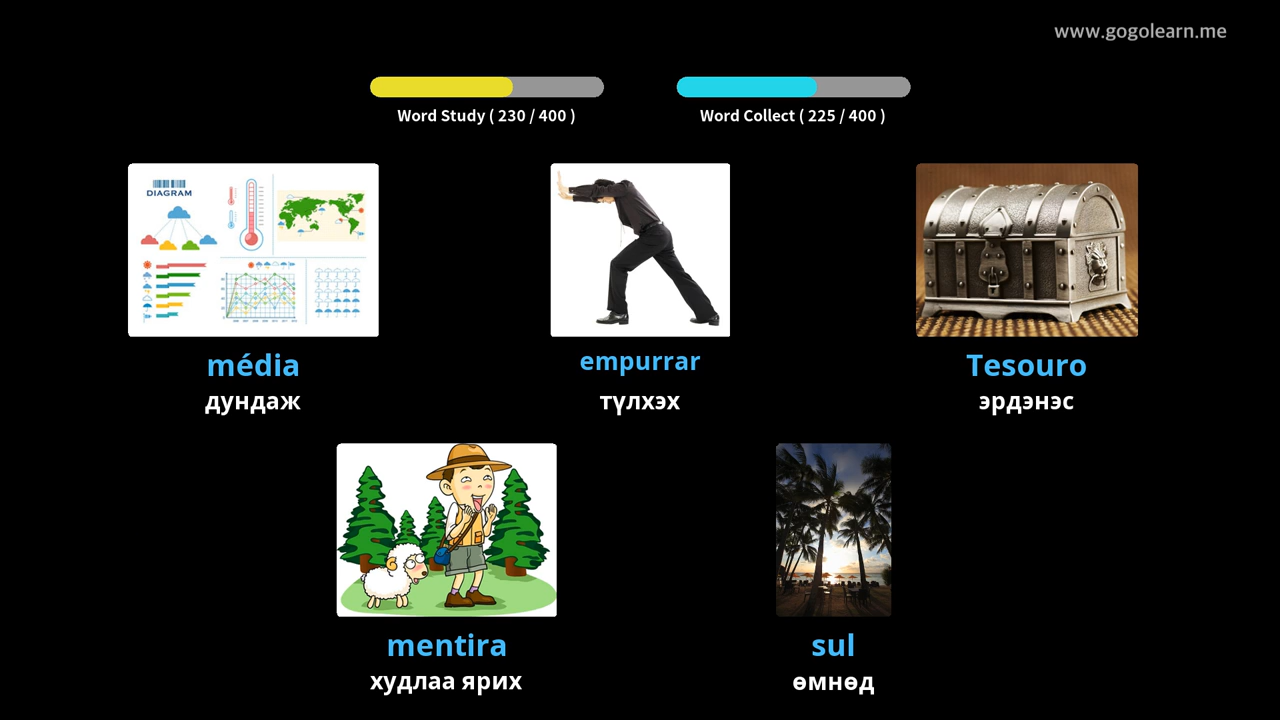 www.gogolearn.me
Word Study ( 230 / 400 )
Word Collect ( 225 / 400 )
DIAGRAM
média
дундаж
empurrar
түлхэх
Tesouro
эрдэнэс
mentira
худлаа ярих
sul
өмнөд